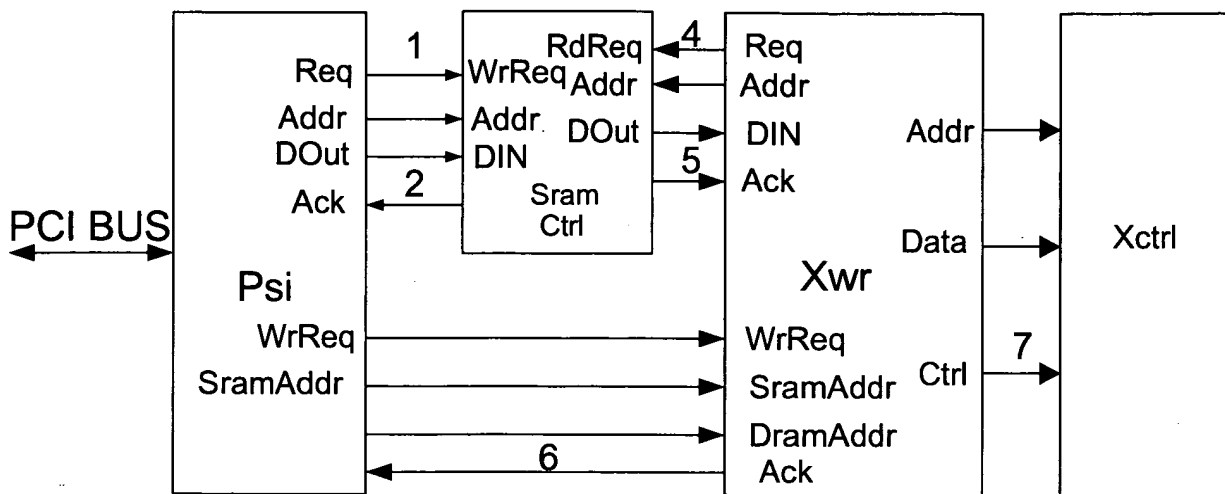 PCI BUS
Req
Addr
DOut
Ack
Psi
WrReq
SramAddr
1
2
6
WrReq
Addr
DIN
RdReq
Addr
DOut
Sram
Ctrl
4
5
Req
Addr
DIN
Ack
Xwr
WrReq
SramAddr
DramAddr
Ack
Addr
Data
Ctrl
7
Xctrl